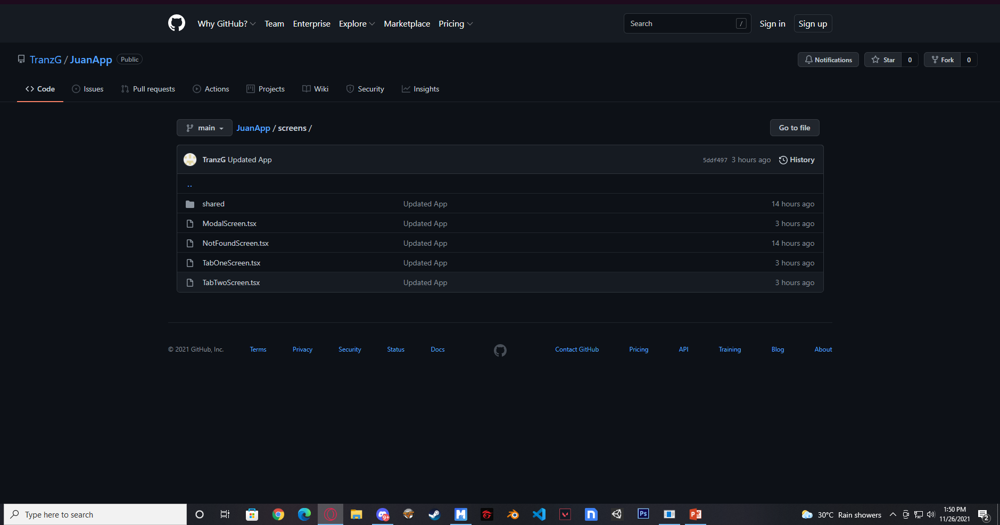 Why GitHub? Team Enterprise Explore Marketplace Pricing Search / Sign in Sign up
TranzG / JuanApp Public Notifications Star 0 Fork 0
Code Issues Pull requests Actions Projects Wiki Security Insights
main JuanApp / screens / Go to file
TranzG Updated App 5ddf497 3 hours ago History
..
shared Updated App 14 hours ago
ModalScreen.tsx Updated App 3 hours ago
NotFoundScreen.tsx Updated App 14 hours ago
TabOneScreen.tsx Updated App 3 hours ago
TabTwoScreen.tsx Updated App 3 hours ago
© 2021 GitHub, Inc. Terms Privacy Security Status Docs Contact GitHub Pricing API Training Blog About
Type here to search 9+ Ps P 30°C Rain showers 1:50 PM
11/26/2021 2